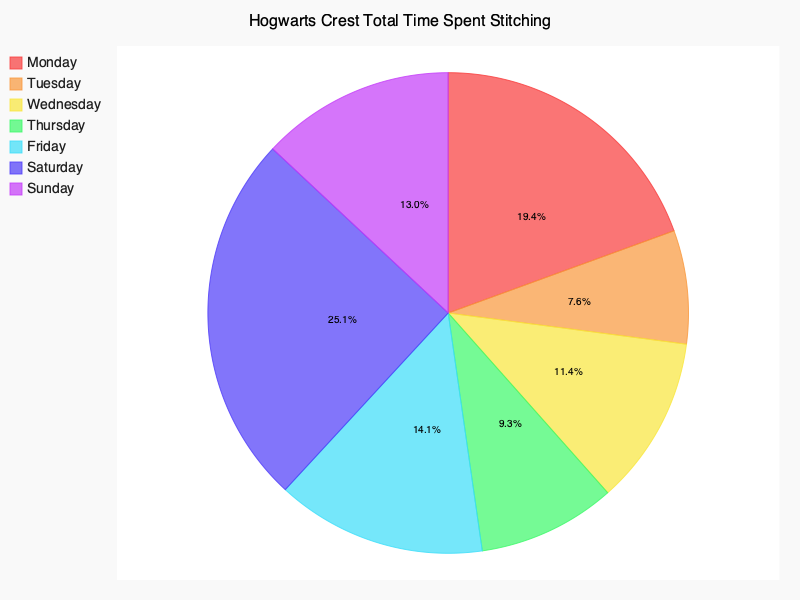 Hogwarts Crest Total Time Spent Stitching
Monday
Tuesday
Wednesday
Thursday
Friday
Saturday
Sunday
13.0%
19.4%
7.6%
25.1%
11.4%
9.3%
14.1%